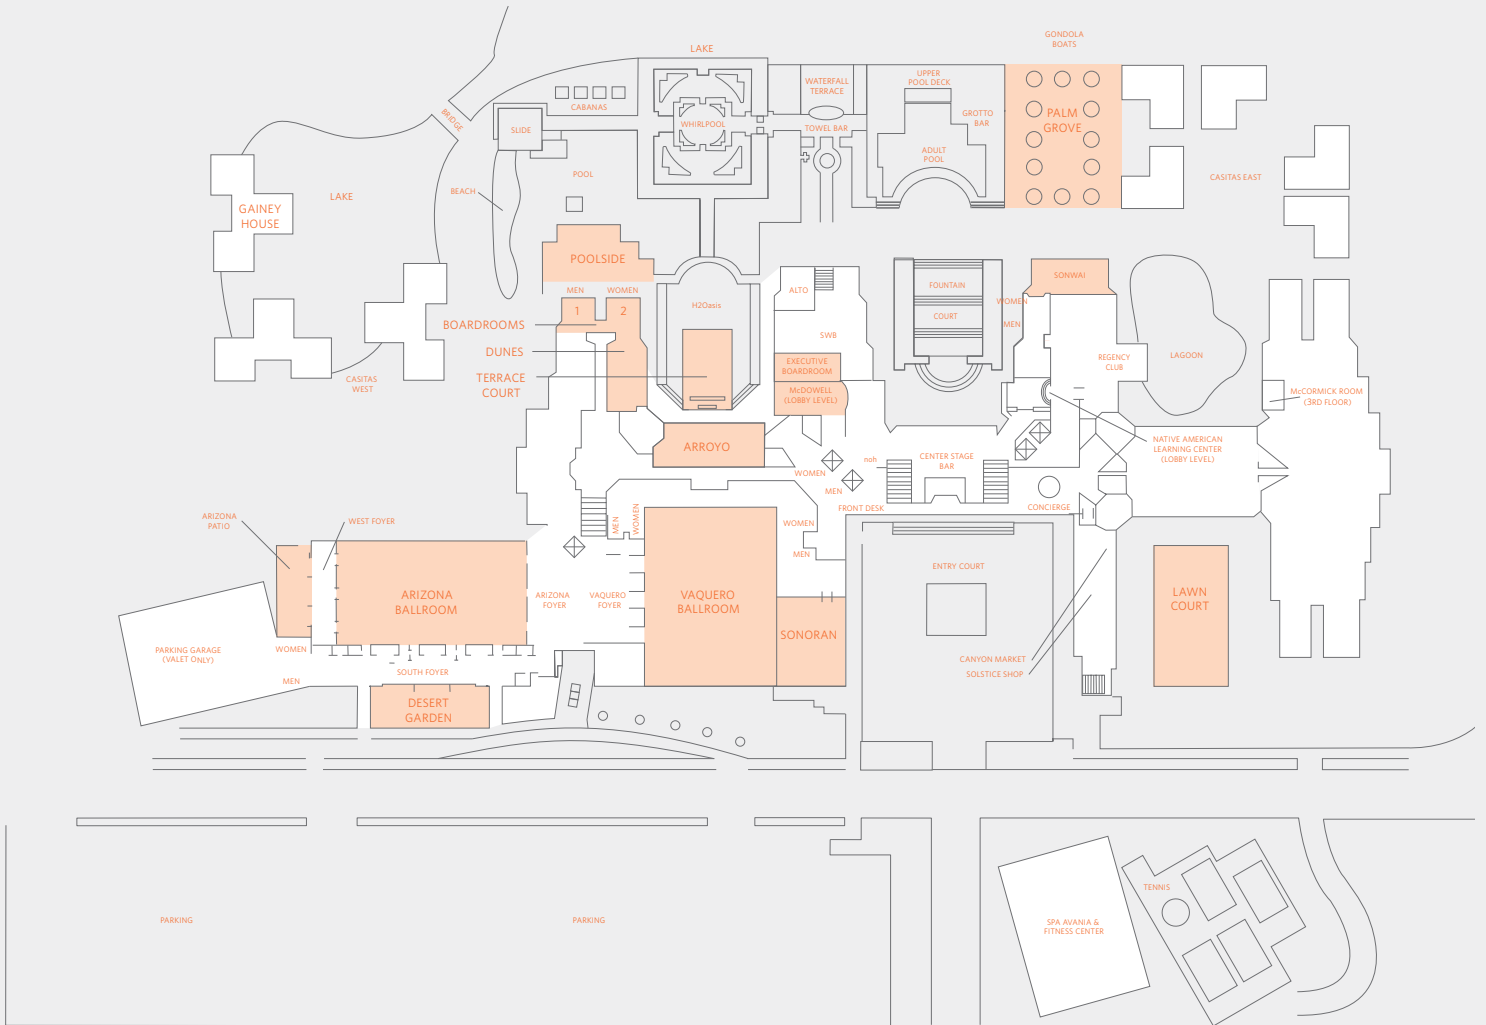 GONDOLA
BOATS
LAKE
UPPER
POOL DECK
WATERFALL
TERRACE
CABANAS
BRIDGE
SLIDE
WHIRLPOOL
TOWEL BAR
GROTTO
BAR
PALM
GROVE
ADULT
POOL
POOL
CASITAS EAST
BEACH
LAKE
GAINEY
HOUSE
POOLSIDE
SONWAI
MEN
WOMEN
ALTO
FOUNTAIN
COURT
WOMEN
MEN
H2Oasis
1
2
BOARDROOMS
SWB
DUNES
EXECUTIVE
BOARDROOM
REGENCY
CLUB
LAGOON
TERRACE
COURT
CASITAS
WEST
McDOWELL
(LOBBY LEVEL)
McCORMICK ROOM
(3RD FLOOR)
ARROYO
NATIVE AMERICAN
LEARNING CENTER
(LOBBY LEVEL)
noh
CENTER STAGE
BAR
WOMEN
MEN
FRONT DESK
CONCIERGE
ARIZONA
PATIO
WEST FOYER
MEN
WOMEN
WOMEN
MEN
ENTRY COURT
ARIZONA
BALLROOM
ARIZONA
FOYER
VAQUERO
FOYER
VAQUERO
BALLROOM
LAWN
COURT
SONORAN
PARKING GARAGE
(VALET ONLY)
WOMEN
MEN
SOUTH FOYER
CANYON MARKET
SOLSTICE SHOP
DESERT
GARDEN
TENNIS
PARKING
PARKING
SPA AVANIA &
FITNESS CENTER